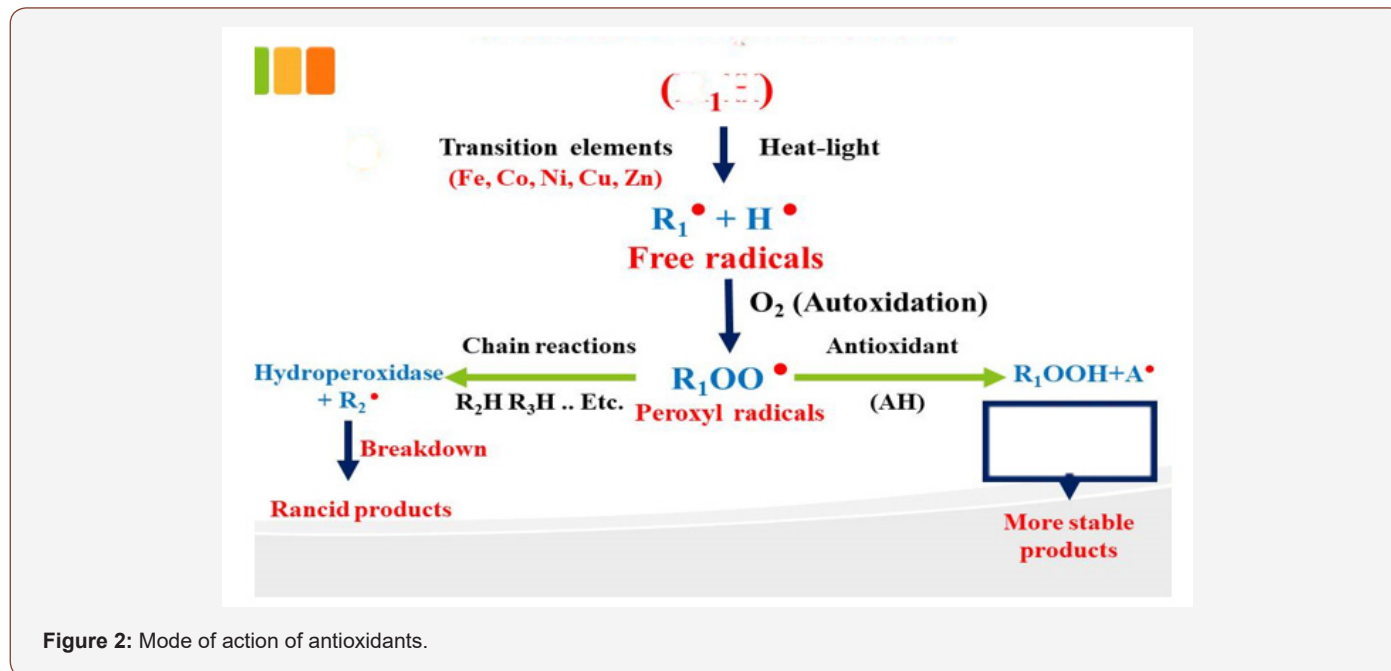 Transition elements
Heat-light
(Fe, Co, Ni, Cu, Zn)
R₁• + H•
Free radicals
O₂ (Autoxidation)
Chain reactions
Antioxidant
Hydroperoxidase
+ R₂•
R₁OO•
R₁OOH+A•
R₂H R₃H .. Etc.
Peroxyl radicals
(AH)
Breakdown
Rancid products
More stable
products
Figure 2: Mode of action of antioxidants.